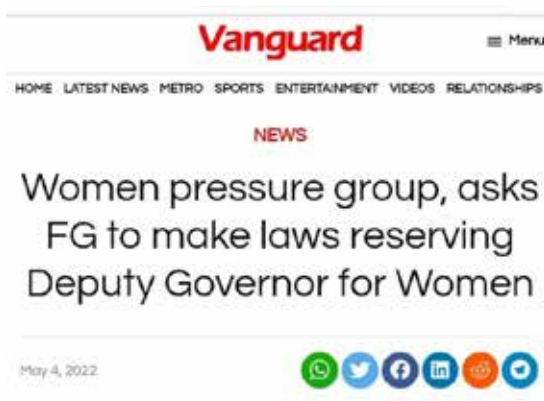 Vanguard
Menu
HOME LATEST NEWS METRO SPORTS ENTERTAINMENT VIDEOS RELATIONSHIPS
NEWS
Women pressure group, asks
FG to make laws reserving
Deputy Governor for Women
May 4, 2022